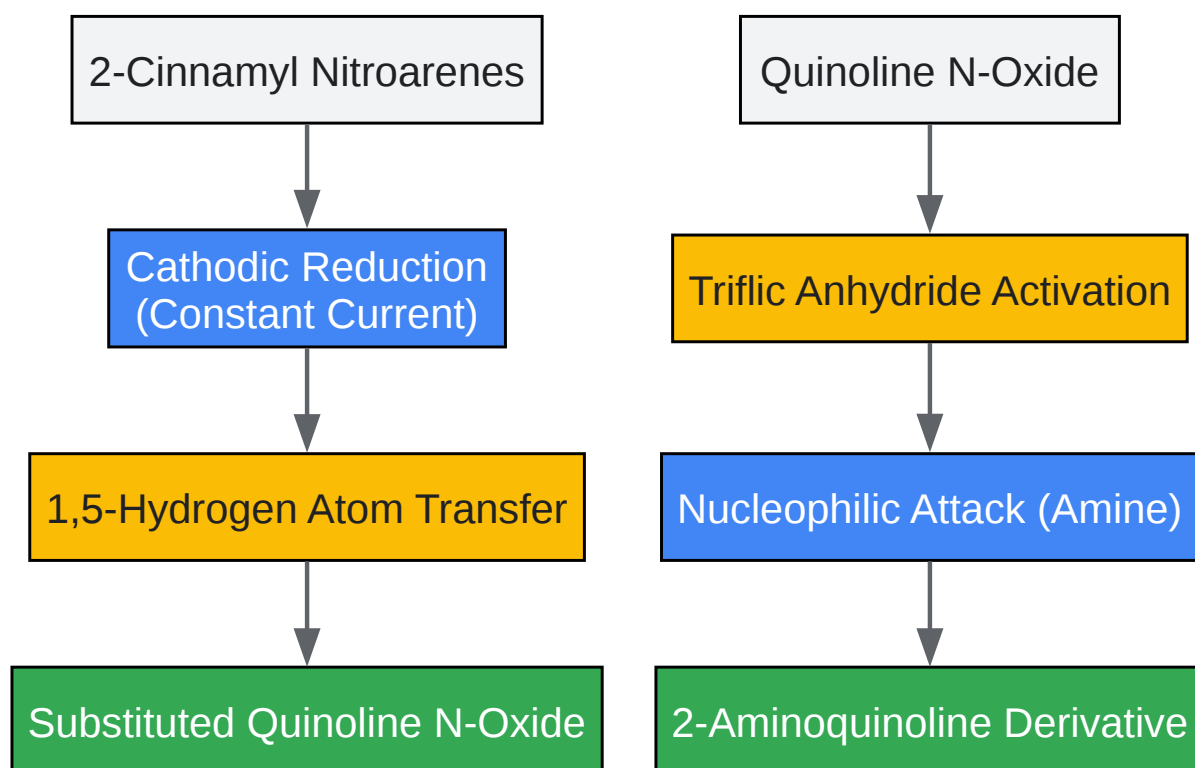 2-Cinnamyl Nitroarenes
Cathodic Reduction
(Constant Current)
1,5-Hydrogen Atom Transfer
Substituted Quinoline N-Oxide
Quinoline N-Oxide
Triflic Anhydride Activation
Nucleophilic Attack (Amine)
2-Aminoquinoline Derivative